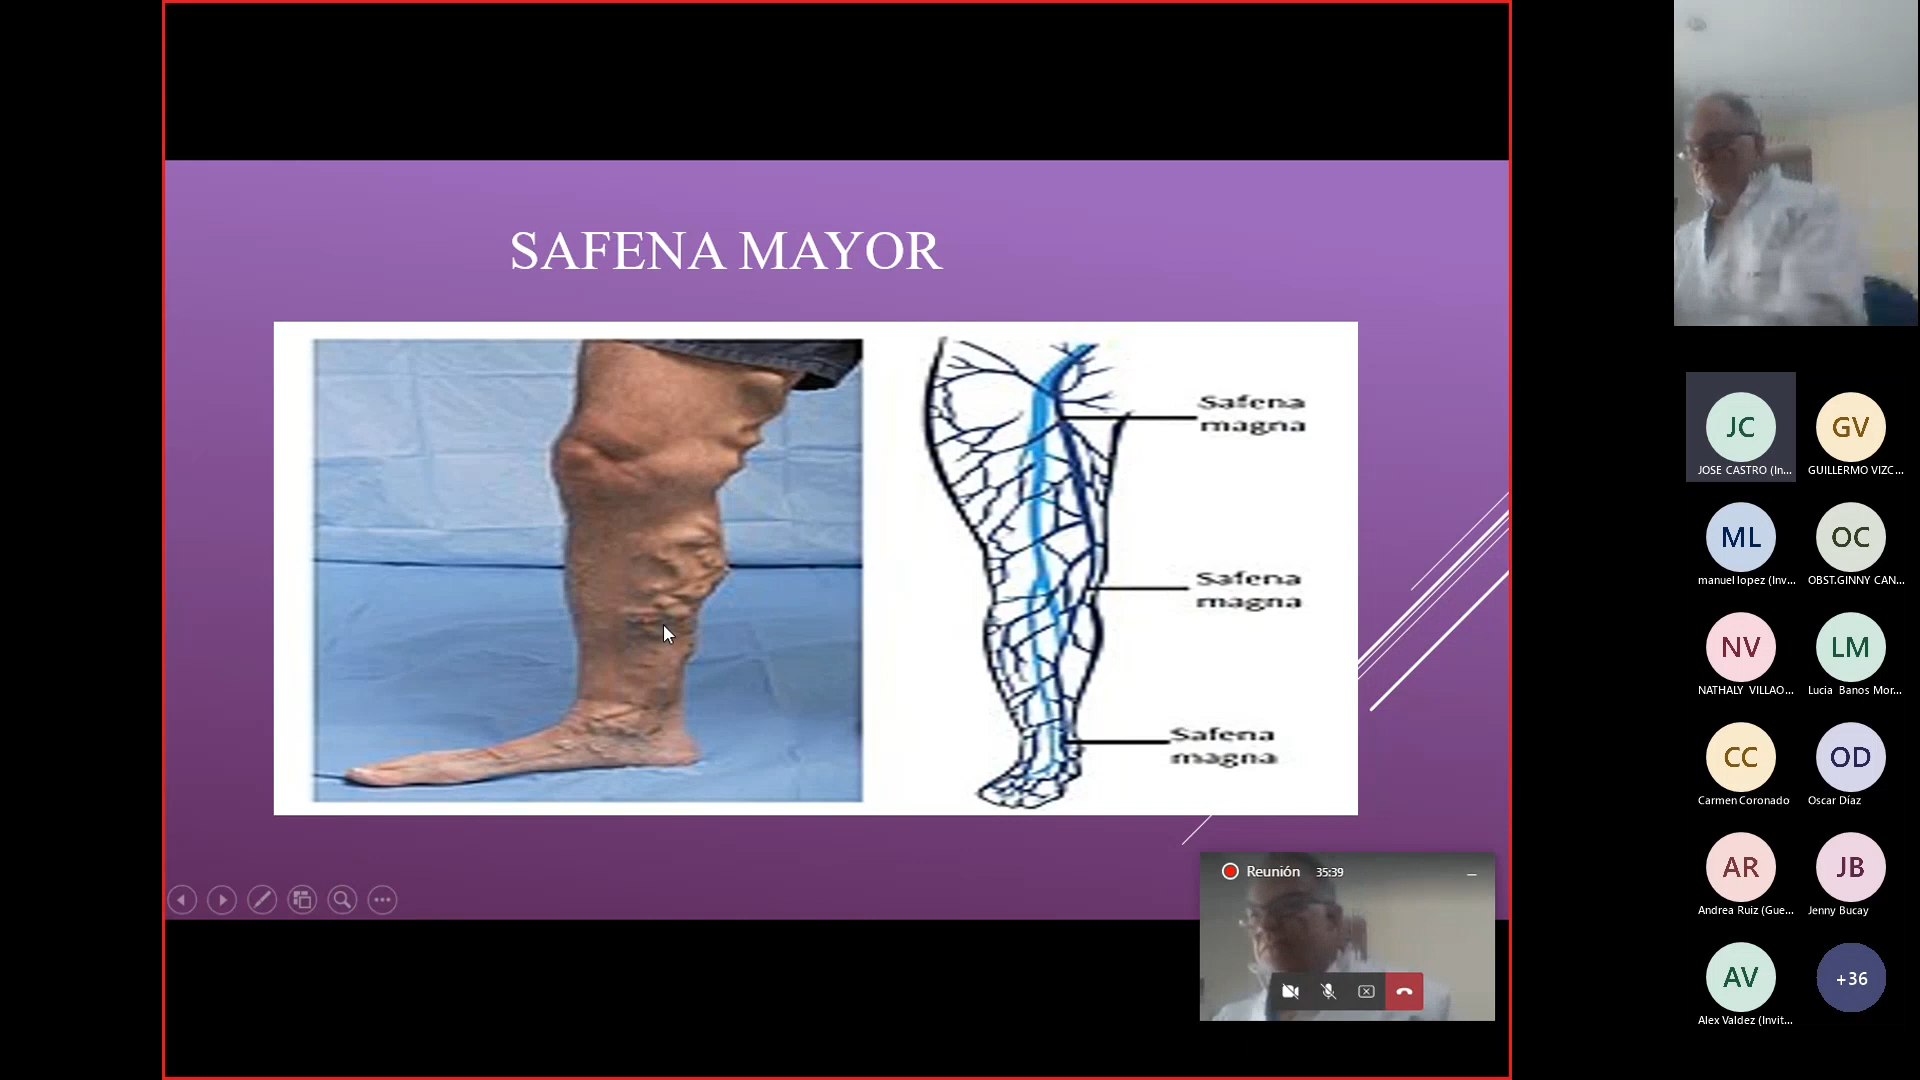 SAFENA MAYOR
Safena
magna
Safena
magna
Safena
magna
Reunión 35:39
JC
JOSE CASTRO (In...
GV
GUILLERMO VIZC...
ML
manuel lopez (Inv...
OC
OBST.GINNY CAN...
NV
NATHALY VILLAO...
LM
Lucia Banos Mor...
CC
Carmen Coronado
OD
Oscar Díaz
AR
Andrea Ruiz (Gue...
JB
Jenny Bucay
AV
Alex Valdez (Invit...
+36